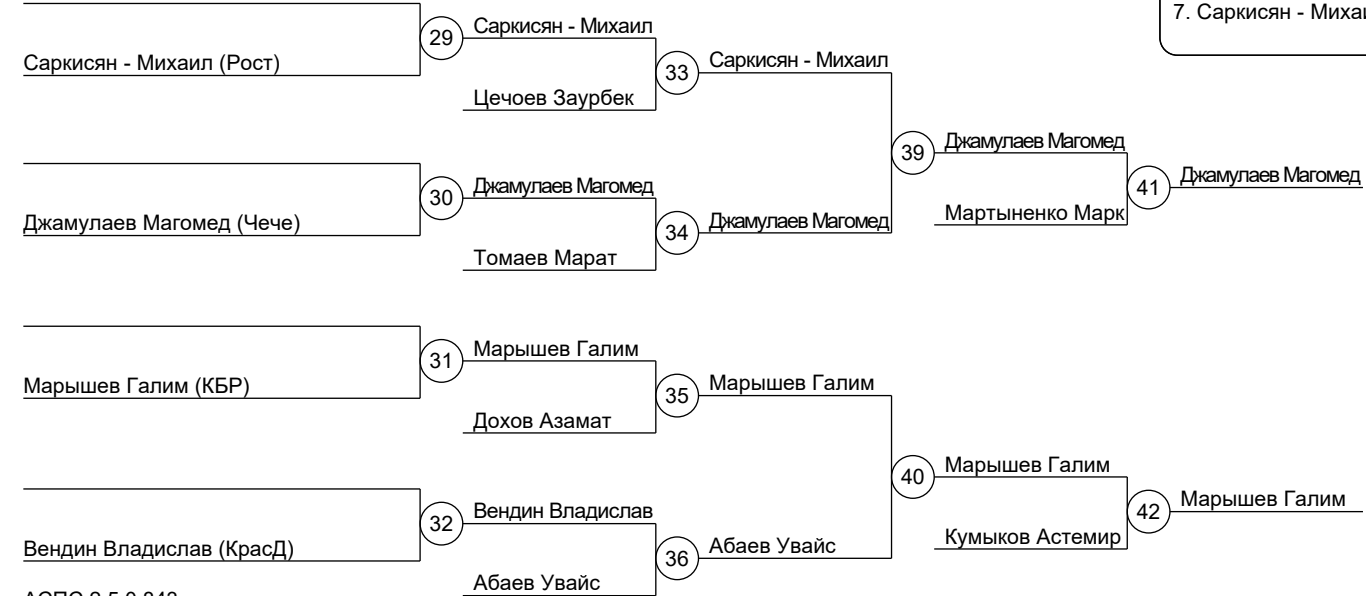 7. Саркисян -
29
Саркисян - Михаил
Саркисян - Михаил (Рост)
33
Саркисян - Михаил
Цечоев Заурбек
39
Джамулаев Магомед
30
Джамулаев Магомед
41
Джамулаев Магомед
Джамулаев Магомед (Чече)
34
Джамулаев Магомед
Мартыненко Марк
Томаев Марат
31
Марышев Галим
Марышев Галим (КБР)
35
Марышев Галим
Дохов Азамат
40
Марышев Галим
32
Вендин Владислав
42
Марышев Галим
Вендин Владислав (КрасД)
36
Абаев Увайс
Кумыков Астемир
Абаев Увайс